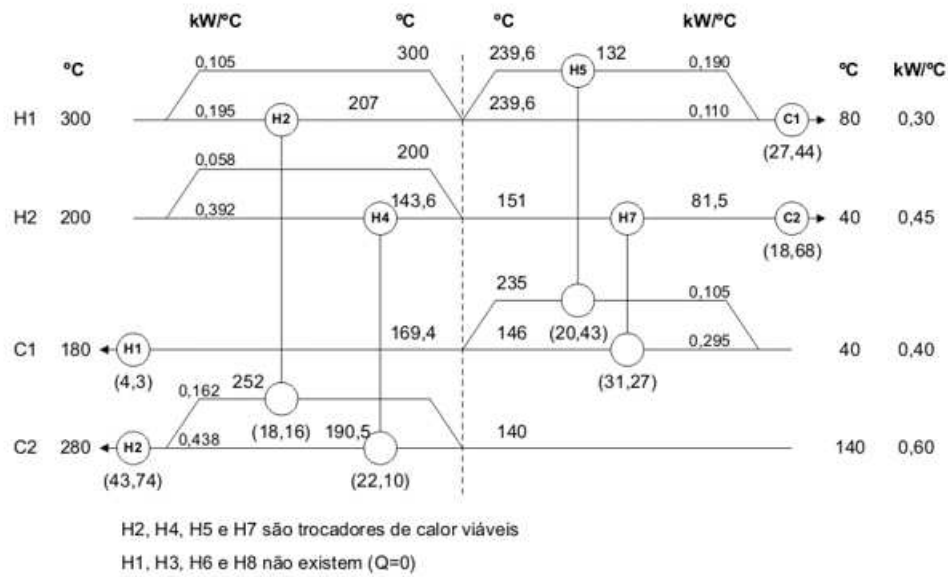 kW/ºC ºC ºC kW/ºC
ºC 0,105 300 239,6 H5 132 0,190 ºC kW/ºC
H1 300 0,195 H2 207 239,6 0,110 C1 80 0,30
(27,44)
0,058 200
H2 200 0,392 H4 143,6 151 H7 81,5 C2 40 0,45
(18,68)
235 0,105
C1 180 H1 169,4 146 (20,43) 0,295 40 0,40
(4,3) (31,27)
0,162 252
C2 280 H2 0,438 (18,16) 190,5 140 140 0,60
(43,74) (22,10)
H2, H4, H5 e H7 são trocadores de calor viáveis
H1, H3, H6 e H8 não existem (Q=0)